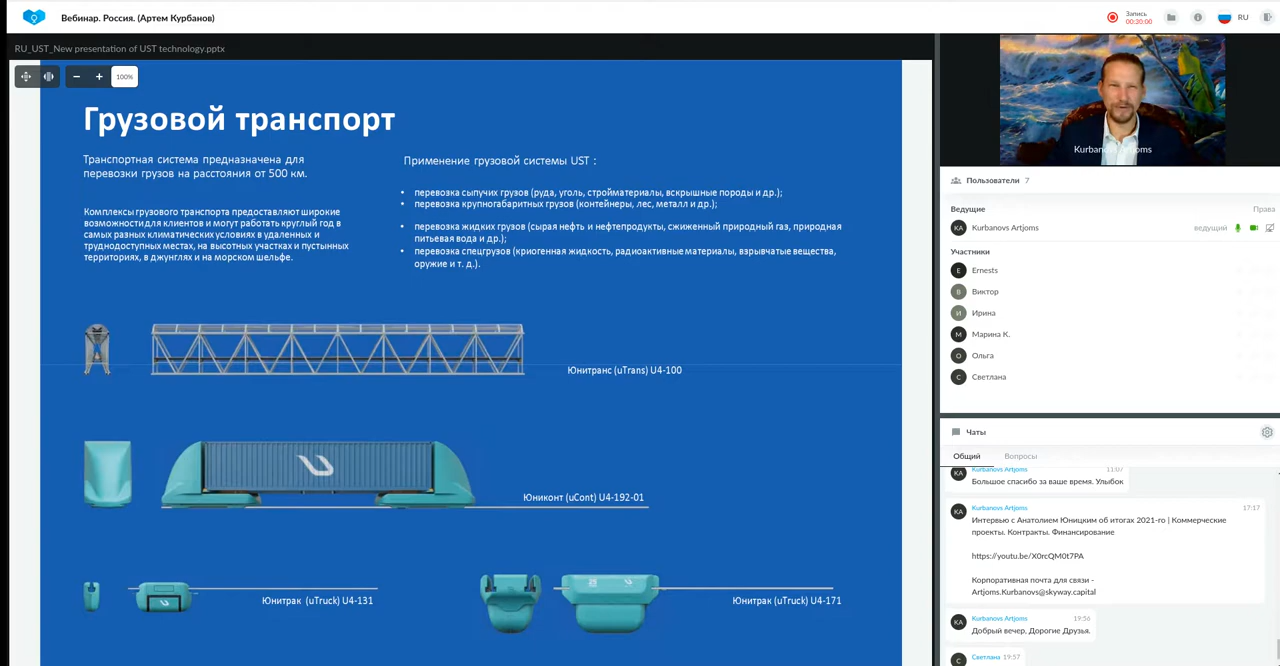 Вебинар. Россия. (Артем Курбанов)
Запись
00:30:00
RU
RU_UST_New presentation of UST technology.pptx
100%
Грузовой транспорт
Транспортная система предназначена для
перевозки грузов на расстояния от 500 км.
Комплексы грузового транспорта предоставляют широкие
возможности для клиентов и могут работать круглый год в
самых разных климатических условиях в удаленных и
труднодоступных местах, на высотных участках и пустынных
территориях, в джунглях и на морском шельфе.
Применение грузовой системы UST :
• перевозка сыпучих грузов (руда, уголь, стройматериалы, вскрышные породы и др.);
• перевозка крупногабаритных грузов (контейнеры, лес, металл и др.);
• перевозка жидких грузов (сырая нефть и нефтепродукты, сжиженный природный газ, природная
питьевая вода и др.);
• перевозка спецгрузов (криогенная жидкость, радиоактивные материалы, взрывчатые вещества,
оружие и т. д.).
Юнитранс (uTrans) U4-100
Юниконт (uCont) U4-192-01
Юнитрак (uTruck) U4-131
Юнитрак (uTruck) U4-171
Kurbanovs Artjoms
Пользователи 7
Ведущие Права
KA Kurbanovs Artjoms ведущий
Участники
E Ernests
В Виктор
И Ирина
М Марина К.
О Ольга
С Светлана
Чаты
Общий Вопросы
KA Kurbanovs Artjoms 11:07
Большое спасибо за ваше время. Улыбок
KA Kurbanovs Artjoms 17:17
Интервью с Анатолием Юницким об итогах 2021-го | Коммерческие
проекты. Контракты. Финансирование
https://youtu.be/X0rcQM0t7PA
Корпоративная почта для связи -
Artjoms.Kurbanovs@skyway.capital
KA Kurbanovs Artjoms 19:56
Добрый вечер, Дорогие Друзья.
С Светлана 19:57